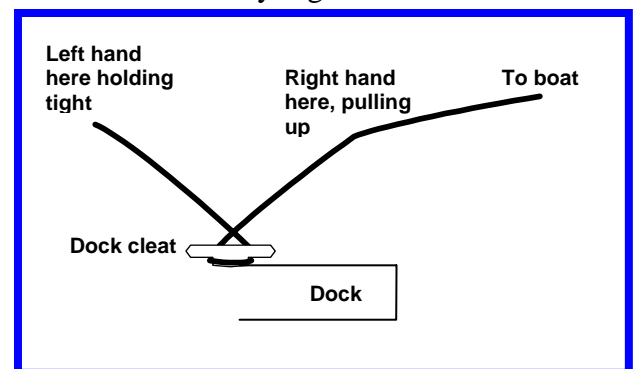 Left hand
here holding
tight
Right hand
here, pulling
up
To boat
Dock cleat
Dock